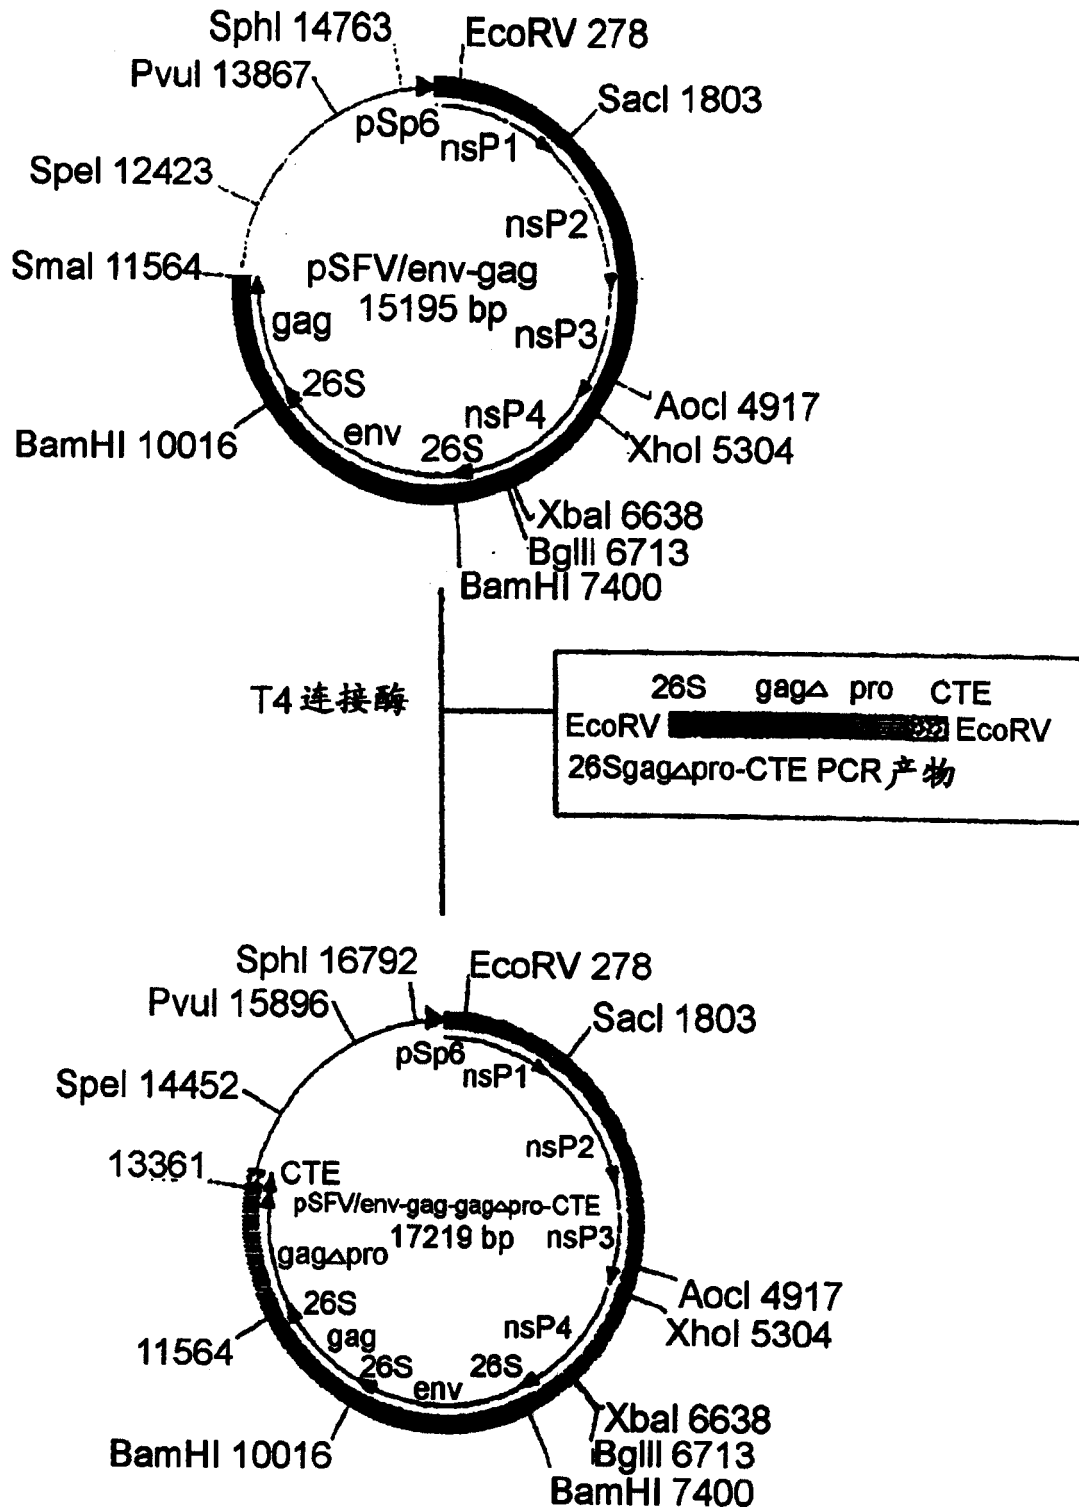 SphI 14763
EcoRV 278
PvuI 13867
SacI 1803
pSp6
nsP1
SpeI 12423
nsP2
SmaI 11564
pSFV/env-gag
15195 bp
gag
nsP3
26S
AocI 4917
nsP4
BamHI 10016
env
26S
XhoI 5304
XbaI 6638
BglII 6713
BamHI 7400
T4连接酶
26S gag△ pro CTE
EcoRV EcoRV
26Sgag△pro-CTE PCR产物
SphI 16792
EcoRV 278
PvuI 15896
SacI 1803
pSp6
nsP1
SpeI 14452
nsP2
13361
CTE
pSFV/env-gag-gag△pro-CTE
17219 bp
nsP3
gag△pro
AocI 4917
26S
XhoI 5304
nsP4
11564
gag
26S
26S
env
XbaI 6638
BamHI 10016
BglII 6713
BamHI 7400